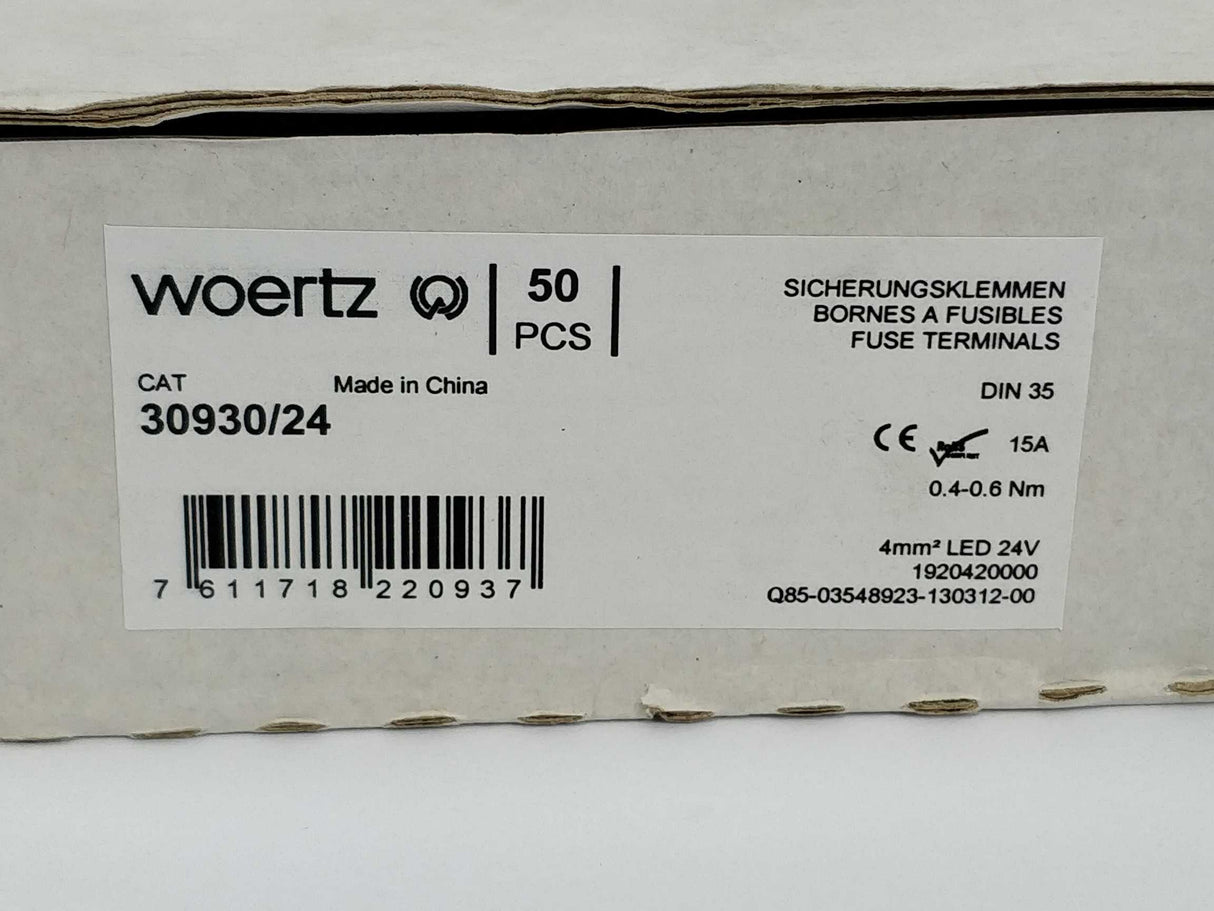 woertz
50
PCS
CAT
Made in China
30930/24
7 611718 220937
SICHERUNGSKLEMMEN
BORNES A FUSIBLES
FUSE TERMINALS
DIN 35
CE RoHS 15A
0.4-0.6 Nm
4mm² LED 24V
1920420000
Q85-03548923-130312-00